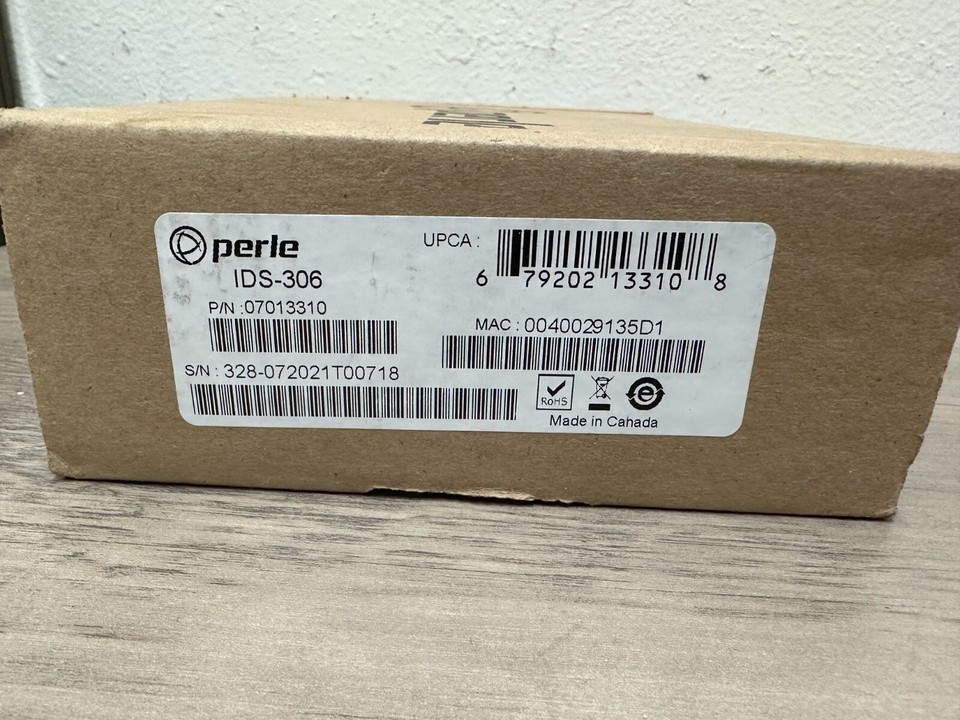 perle
IDS-306
P/N :07013310
S/N : 328-072021T00718
UPCA :
6 79202 13310 8
MAC : 0040029135D1
RoHS
e
Made in Canada